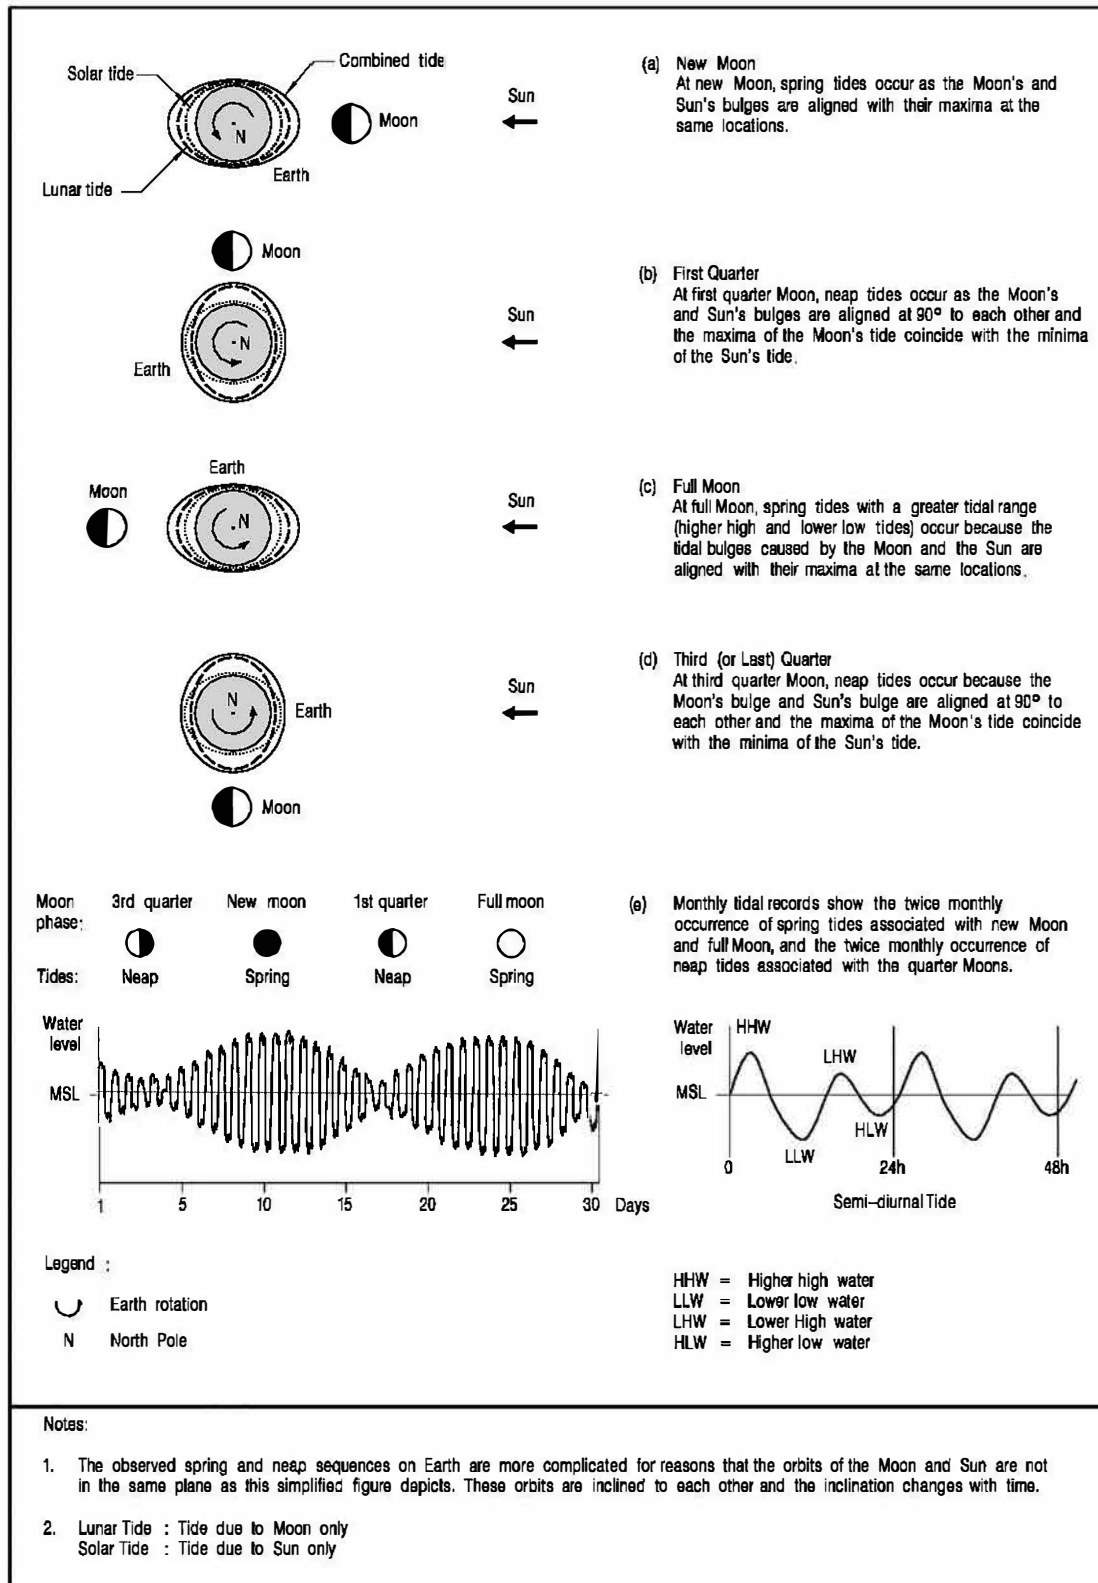 Solar tide
Combined tide
Sun
Moon
N
Earth
Lunar tide
(a) New Moon
At new Moon, spring tides occur as the Moon's and
Sun's bulges are aligned with their maxima at the
same locations.
Moon
Sun
N
Earth
(b) First Quarter
At first quarter Moon, neap tides occur as the Moon's
and Sun's bulges are aligned at 90° to each other and
the maxima of the Moon's tide coincide with the minima
of the Sun's tide.
Earth
Moon
Sun
N
(c) Full Moon
At full Moon, spring tides with a greater tidal range
(higher high and lower low tides) occur because the
tidal bulges caused by the Moon and the Sun are
aligned with their maxima at the same locations.
Sun
N
Earth
Moon
(d) Third (or Last) Quarter
At third quarter Moon, neap tides occur because the
Moon's bulge and Sun's bulge are aligned at 90° to
each other and the maxima of the Moon's tide coincide
with the minima of the Sun's tide.
Moon phase: 3rd quarter New moon 1st quarter Full moon
Tides: Neap Spring Neap Spring
(e) Monthly tidal records show the twice monthly
occurrence of spring tides associated with new Moon
and full Moon, and the twice monthly occurrence of
neap tides associated with the quarter Moons.
Water
level
MSL
1 5 10 15 20 25 30 Days
Water
level
HHW
LHW
MSL
HLW
LLW
0 24h 48h
Semi-diurnal Tide
Legend :
Earth rotation
N North Pole
HHW = Higher high water
LLW = Lower low water
LHW = Lower High water
HLW = Higher low water
Notes:
1. The observed spring and neap sequences on Earth are more complicated for reasons that the orbits of the Moon and Sun are not
in the same plane as this simplified figure depicts. These orbits are inclined to each other and the inclination changes with time.
2. Lunar Tide : Tide due to Moon only
Solar Tide : Tide due to Sun only